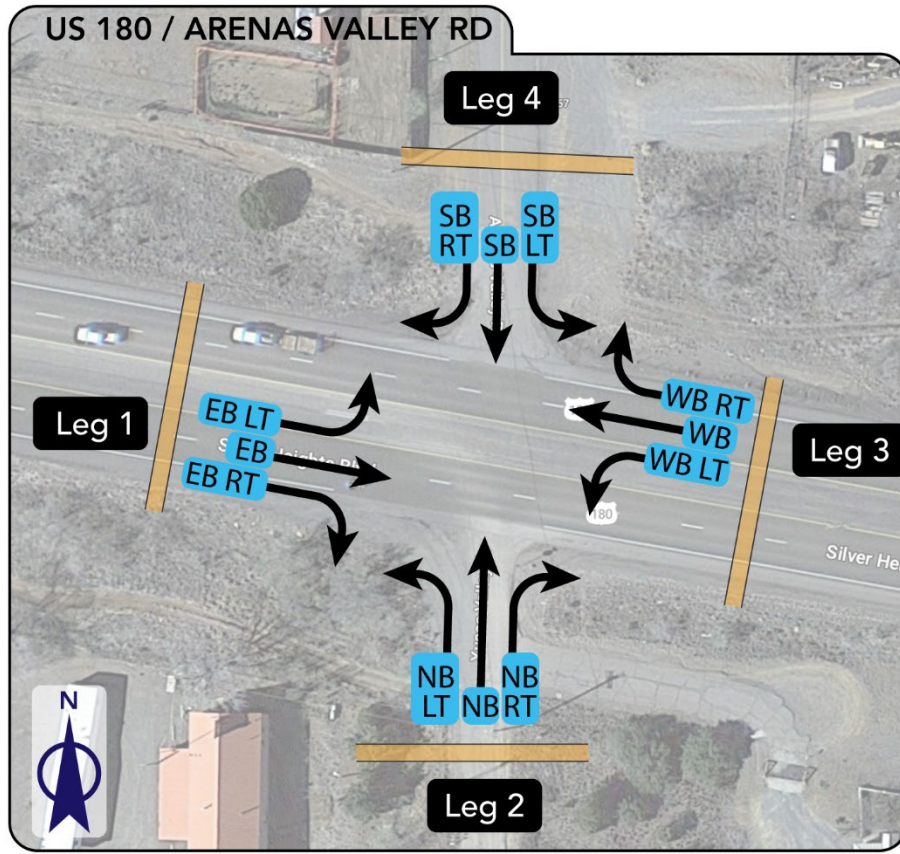 US 180 / ARENAS VALLEY RD
Leg 4
57
SB
RT
SB
SB
LT
WB RT
WB
WB LT
Leg 1
EB LT
EB
EB RT
Leg 3
180
Silver He
NB
LT
NB
NB
RT
N
Leg 2